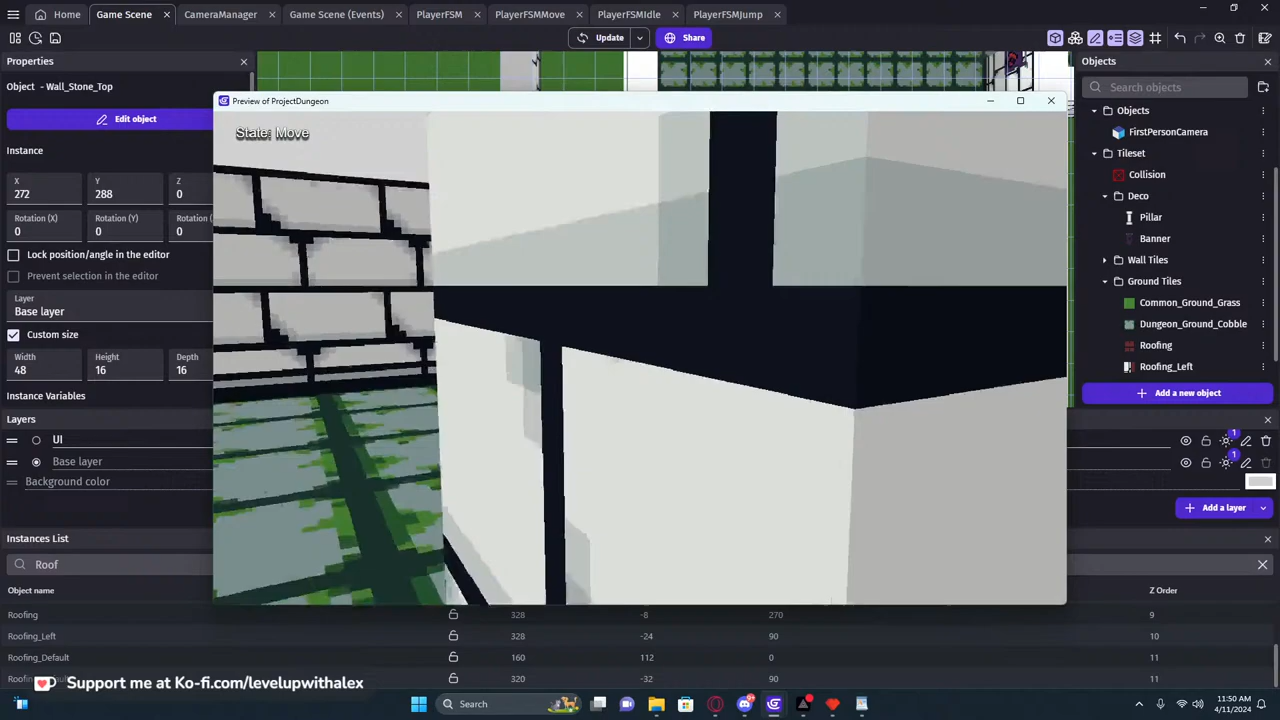 Home
Game Scene
CameraManager
Game Scene (Events)
PlayerFSM
PlayerFSMMove
PlayerFSMIdle
PlayerFSMJump
Update
Share
Properties
Object - Wall_Stone_Top
Edit object
Instance
X
272
Y
288
Z
0
Rotation (X)
0
Rotation (Y)
0
Rotation (
0
Lock position/angle in the editor
Prevent selection in the editor
Layer
Base layer
Custom size
Width
48
Height
16
Depth
16
Instance Variables
Layers
UI
Base layer
Background color
Preview of ProjectDungeon
State: Move
Objects
Search objects
Objects
FirstPersonCamera
Tileset
Collision
Deco
Pillar
Banner
Wall Tiles
Ground Tiles
Common_Ground_Grass
Dungeon_Ground_Cobble
Roofing
Roofing_Left
Add a new object
1
1
Add a layer
Instances List
Roof
Object name
Z Order
Roofing 328 -8 270 9
Roofing_Left 328 -24 90 10
Roofing_Default 160 112 0 11
320 -32 90 11
Support me at Ko-fi.com/levelupwithalex
Search
11:50 AM
4/11/2024